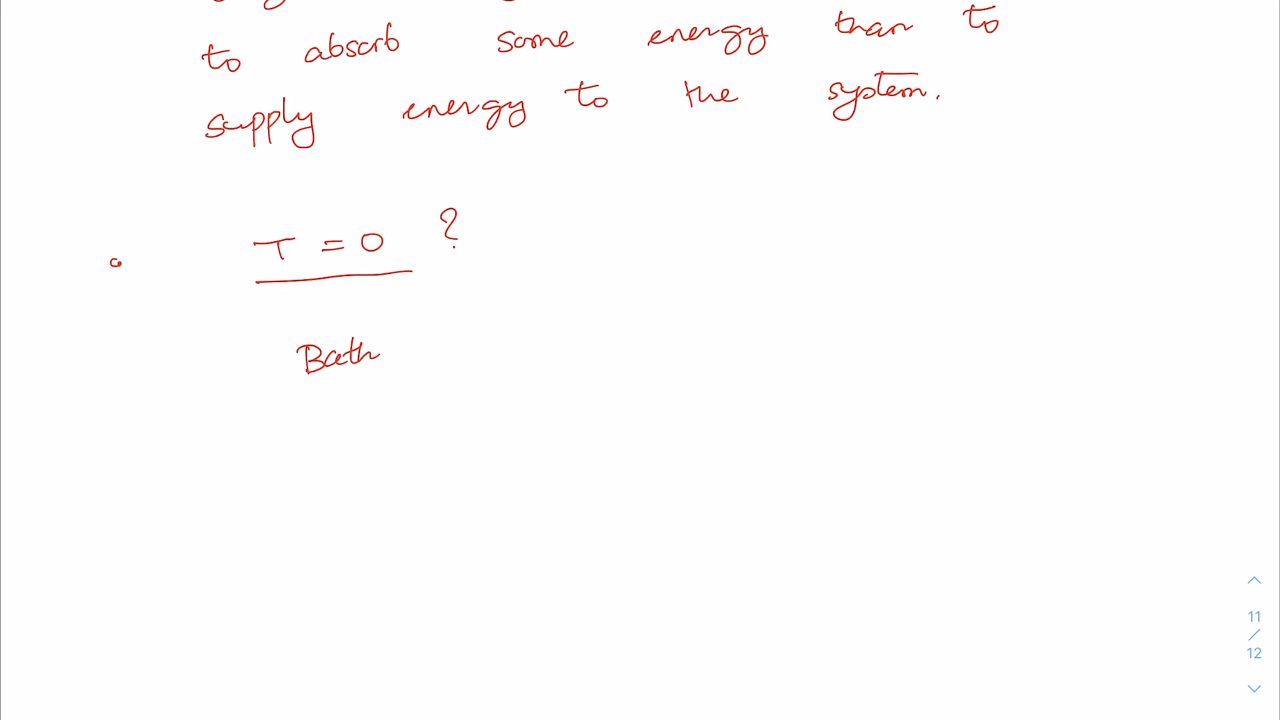 to absorb some energy than to
supply energy to the system.
T = 0 ?
Bath
11
/
12